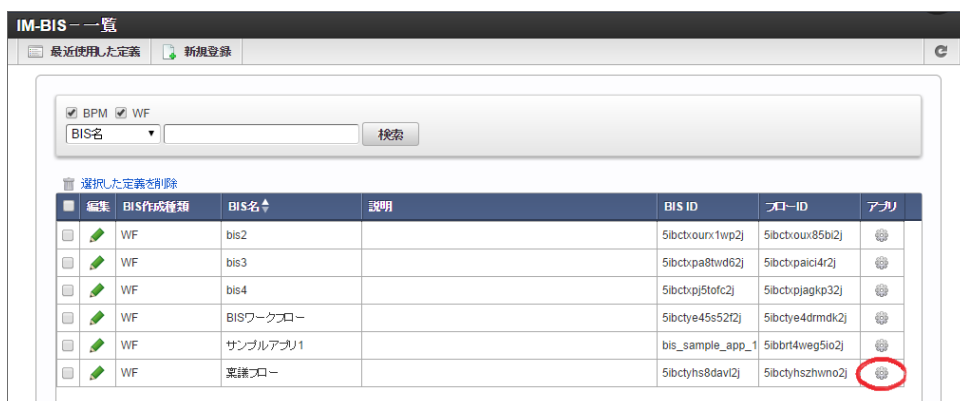 IM-BIS－一覧
最近使用した定義 新規登録
BPM WF
BIS名 検索
選択した定義を削除
編集 BIS作成種類 BIS名 説明 BIS ID フローID アプリ
WF bis2 5ibctxourx1wp2j 5ibctxoux85bi2j
WF bis3 5ibctxpa8twd62j 5ibctxpaici4r2j
WF bis4 5ibctxpj5tofc2j 5ibctxpjagkp32j
WF BISワークフロー 5ibctye45s52f2j 5ibctye4drmdk2j
WF サンプルアプリ1 bis_sample_app_1 5ibbrt4weg5io2j
WF 稟議フロー 5ibctyhs8davl2j 5ibctyhszhwno2j